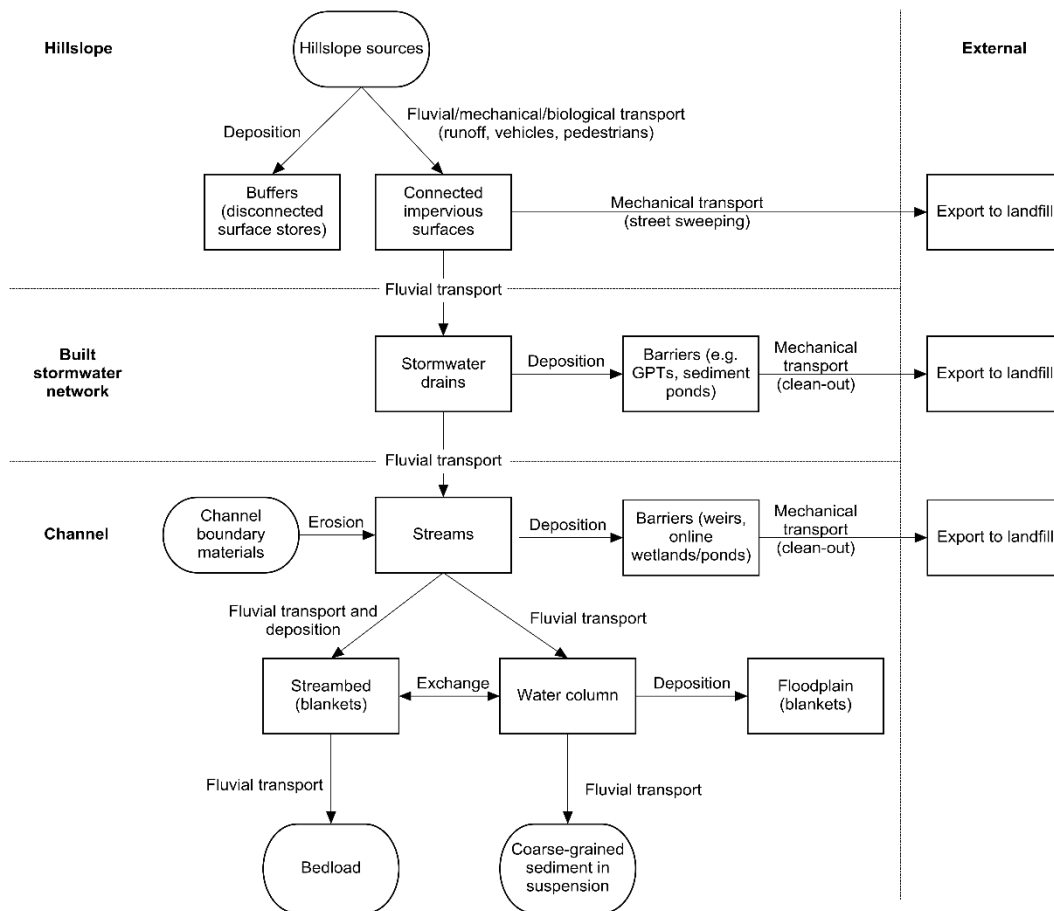 Hillslope
Hillslope sources
External
Fluvial/mechanical/biological transport
(runoff, vehicles, pedestrians)
Deposition
Buffers
(disconnected
surface stores)
Connected
impervious
surfaces
Mechanical transport
(street sweeping)
Export to landfill
Fluvial transport
Built
stormwater
network
Stormwater
drains
Deposition
Barriers (e.g.
GPTs, sediment
ponds)
Mechanical
transport
(clean-out)
Export to landfill
Fluvial transport
Channel
Channel
boundary
materials
Erosion
Streams
Deposition
Barriers (weirs,
online
wetlands/ponds)
Mechanical
transport
(clean-out)
Export to landfill
Fluvial transport and
deposition
Fluvial transport
Streambed
(blankets)
Exchange
Water column
Deposition
Floodplain
(blankets)
Fluvial transport
Fluvial transport
Bedload
Coarse-grained
sediment in
suspension